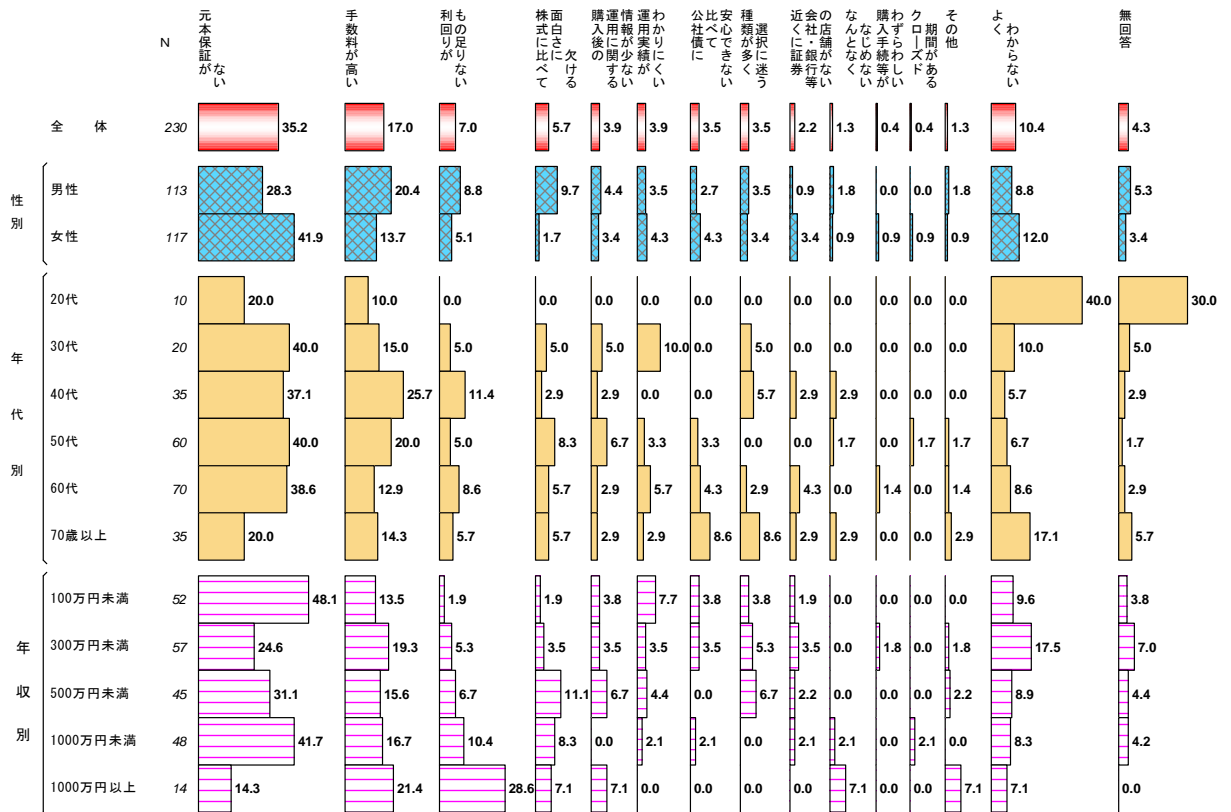 元本保証が
ない
手数料が高い
利回りが
もの足りない
株式に比べて
面白さに
欠ける
購入後の
運用に関する
情報が少ない
運用実績が
わかりにくい
公社債に
比べて
安心できない
種類が多く
選択に迷う
近くに証券
会社・銀行等
の店舗がない
なんとなく
なじめない
購入手続等が
わずらわしい
クローズド
期間がある
その他
よく
わからない
無回答
N
全 体 230 35.2 17.0 7.0 5.7 3.9 3.9 3.5 3.5 2.2 1.3 0.4 0.4 1.3 10.4 4.3
性別
男性 113 28.3 20.4 8.8 9.7 4.4 3.5 2.7 3.5 0.9 1.8 0.0 0.0 1.8 8.8 5.3
女性 117 41.9 13.7 5.1 1.7 3.4 4.3 4.3 3.4 3.4 0.9 0.9 0.9 0.9 12.0 3.4
年代別
20代 10 20.0 10.0 0.0 0.0 0.0 0.0 0.0 0.0 0.0 0.0 0.0 0.0 0.0 40.0 30.0
30代 20 40.0 15.0 5.0 5.0 5.0 10.0 0.0 5.0 0.0 0.0 0.0 0.0 0.0 10.0 5.0
40代 35 37.1 25.7 11.4 2.9 2.9 0.0 0.0 5.7 2.9 2.9 0.0 0.0 0.0 5.7 2.9
50代 60 40.0 20.0 5.0 8.3 6.7 3.3 3.3 0.0 0.0 1.7 0.0 1.7 1.7 6.7 1.7
60代 70 38.6 12.9 8.6 5.7 2.9 5.7 4.3 2.9 4.3 0.0 1.4 0.0 1.4 8.6 2.9
70歳以上 35 20.0 14.3 5.7 5.7 2.9 2.9 8.6 8.6 2.9 2.9 0.0 0.0 2.9 17.1 5.7
年収別
100万円未満 52 48.1 13.5 1.9 1.9 3.8 7.7 3.8 3.8 1.9 0.0 0.0 0.0 0.0 9.6 3.8
300万円未満 57 24.6 19.3 5.3 3.5 3.5 3.5 3.5 5.3 3.5 0.0 1.8 0.0 1.8 17.5 7.0
500万円未満 45 31.1 15.6 6.7 11.1 6.7 4.4 0.0 6.7 2.2 0.0 0.0 0.0 2.2 8.9 4.4
1000万円未満 48 41.7 16.7 10.4 8.3 0.0 2.1 2.1 0.0 2.1 2.1 0.0 2.1 0.0 8.3 4.2
1000万円以上 14 14.3 21.4 28.6 7.1 7.1 0.0 0.0 0.0 0.0 7.1 0.0 0.0 7.1 7.1 0.0